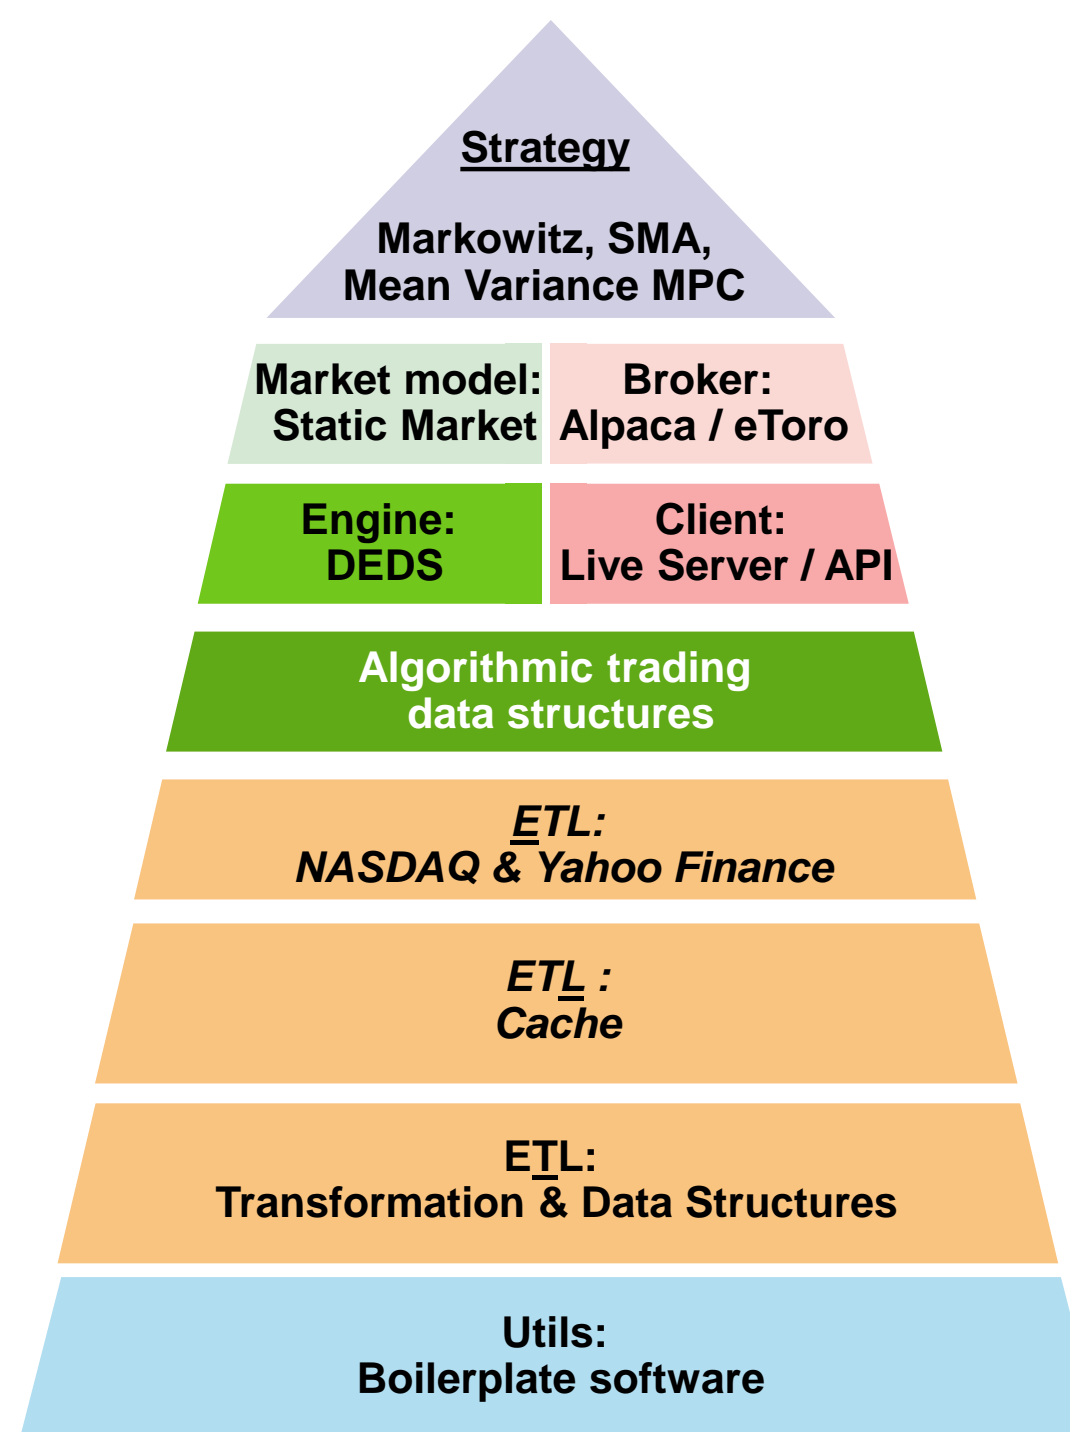 Strategy
Markowitz, SMA,
Mean Variance MPC
Market model:
Static Market
Broker:
Alpaca / eToro
Engine:
DEDS
Client:
Live Server / API
Algorithmic trading
data structures
ETL:
NASDAQ & Yahoo Finance
ETL :
Cache
ETL:
Transformation & Data Structures
Utils:
Boilerplate software